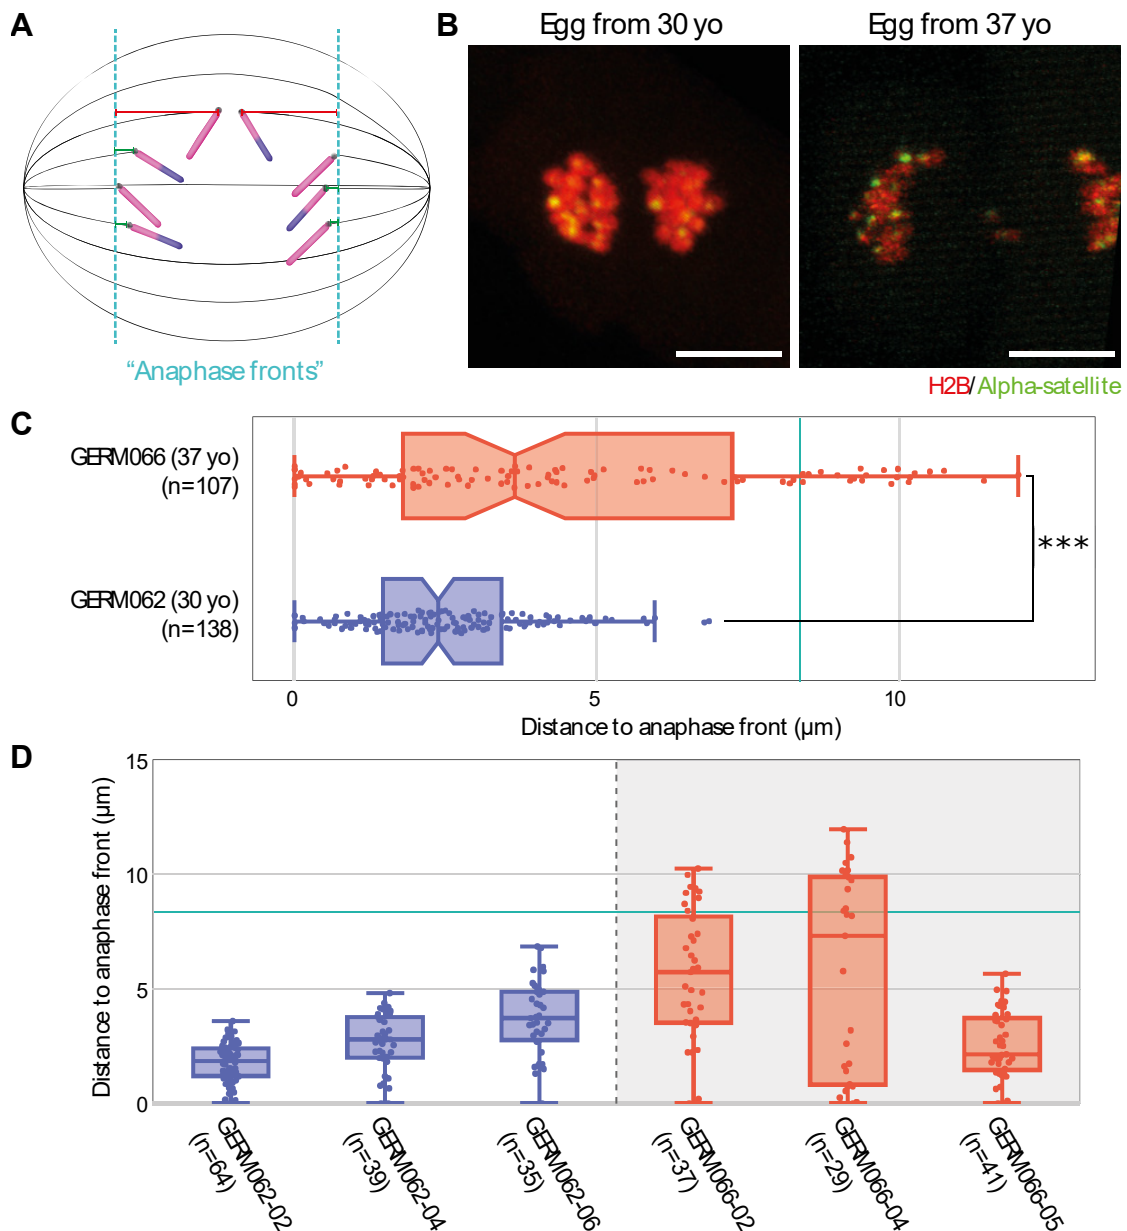 A
"Anaphase fronts"
B
Egg from 30 yo
Egg from 37 yo
H2B/Alpha-satellite
C
GERM066 (37 yo)
(n=107)
GERM062 (30 yo)
(n=138)
***
0
5
10
Distance to anaphase front (µm)
D
Distance to anaphase front (µm)
15
10
5
0
GERM062-02
(n=64)
GERM062-04
(n=39)
GERM062-06
(n=35)
GERM066-02
(n=37)
GERM066-04
(n=29)
GERM066-05
(n=41)